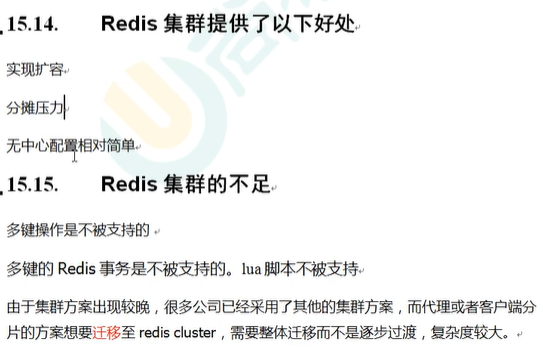 15.14. Redis 集群提供了以下好处
实现扩容
分摊压力
无中心配置相对简单
15.15. Redis 集群的不足
多键操作是不被支持的
多键的 Redis 事务是不被支持的。lua 脚本不被支持
由于集群方案出现较晚，很多公司已经采用了其他的集群方案，而代理或者客户端分
片的方案想要迁移至 redis cluster，需要整体迁移而不是逐步过渡，复杂度较大。